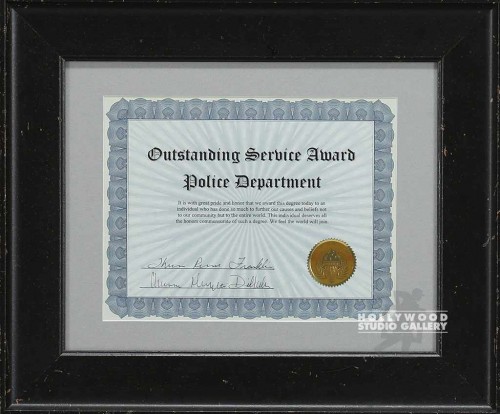 Outstanding Service Award
Police Department
It is with great pride and honor that we award this degree today to an
individual who has done so much to further our causes and beliefs not
to our community but to the entire world. This individual deserves all
the honors commensurate of such a degree. We feel the world will join
Franklin
HOLLYWOOD
STUDIO GALLERY